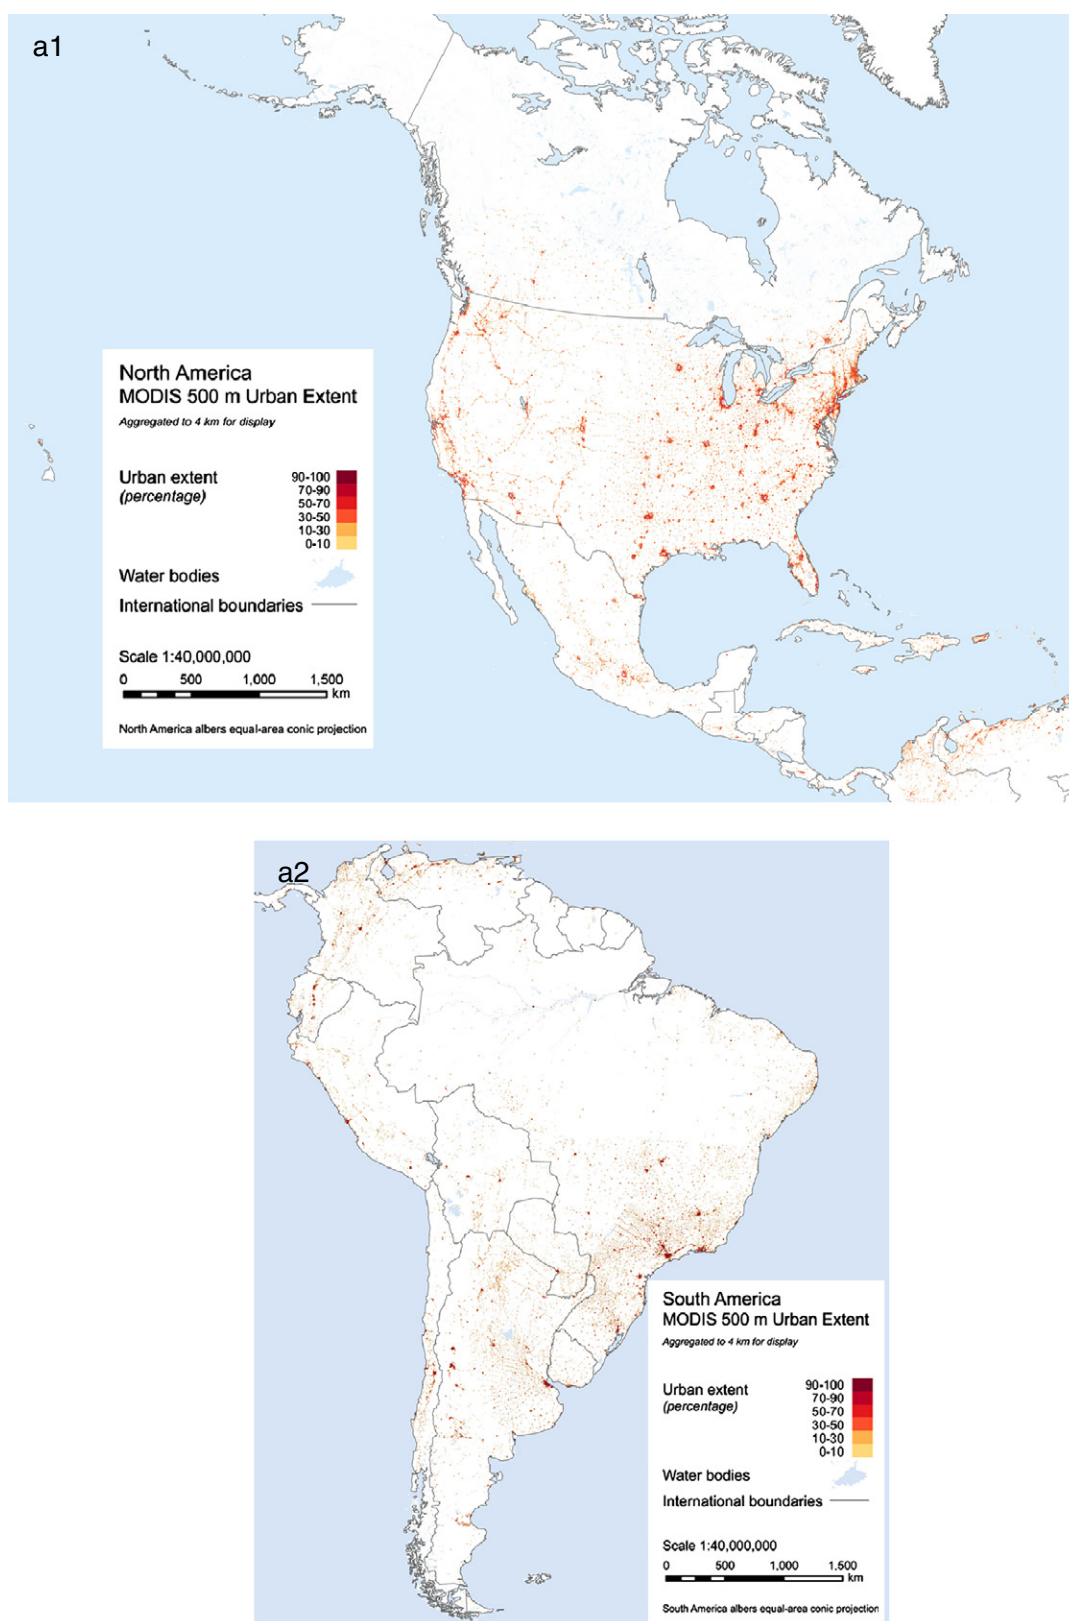 a1
North America
MODIS 500 m Urban Extent
Aggregated to 4 km for display
Urban extent
(percentage)
90-100
70-90
50-70
30-50
10-30
0-10
Water bodies
International boundaries
Scale 1:40,000,000
0 500 1,000 1,500
km
North America albers equal-area conic projection
a2
South America
MODIS 500 m Urban Extent
Aggregated to 4 km for display
Urban extent
(percentage)
90-100
70-90
50-70
30-50
10-30
0-10
Water bodies
International boundaries
Scale 1:40,000,000
0 500 1,000 1,500
km
South America albers equal-area conic projection